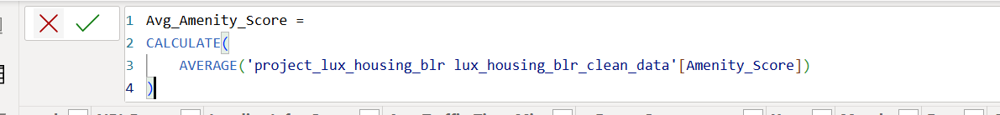 1 Avg_Amenity_Score =
2 CALCULATE(
3 AVERAGE('project_lux_housing_blr lux_housing_blr_clean_data'[Amenity_Score])
4 )